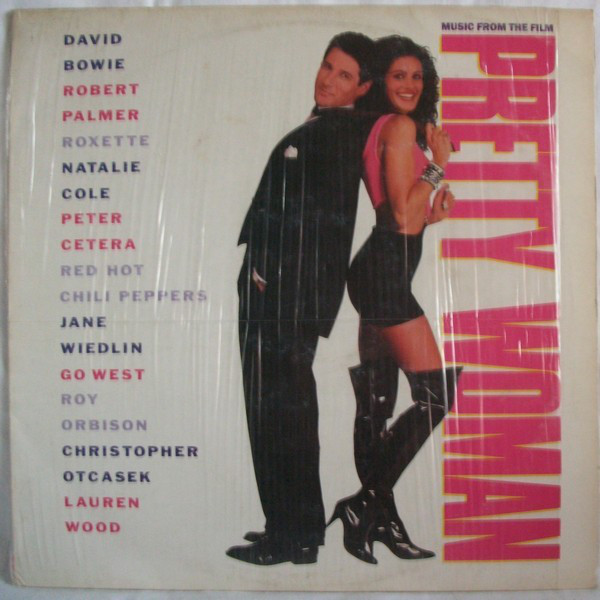 DAVID
BOWIE
ROBERT
PALMER
ROXETTE
NATALIE
COLE
PETER
CETERA
RED HOT
CHILI PEPPERS
JANE
WIEDLIN
GO WEST
ROY
ORBISON
CHRISTOPHER
OTCASEK
LAUREN
WOOD
MUSIC FROM THE FILM
PRETTY WOMAN